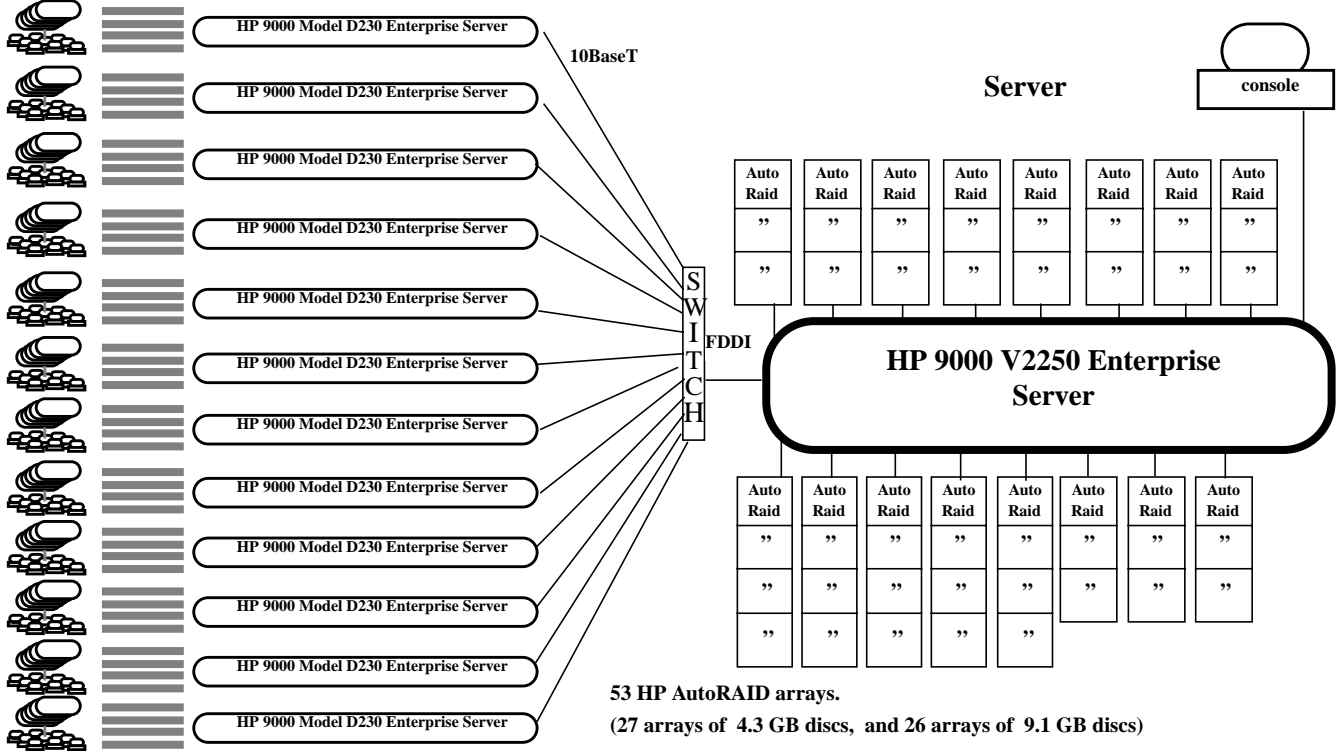 HP 9000 Model D230 Enterprise Server
HP 9000 Model D230 Enterprise Server
HP 9000 Model D230 Enterprise Server
HP 9000 Model D230 Enterprise Server
HP 9000 Model D230 Enterprise Server
HP 9000 Model D230 Enterprise Server
HP 9000 Model D230 Enterprise Server
HP 9000 Model D230 Enterprise Server
HP 9000 Model D230 Enterprise Server
HP 9000 Model D230 Enterprise Server
HP 9000 Model D230 Enterprise Server
HP 9000 Model D230 Enterprise Server
10BaseT
SWITCH
FDDI
Server
console
Auto Auto Auto Auto Auto Auto Auto Auto
Raid Raid Raid Raid Raid Raid Raid Raid
” ” ” ” ” ” ” ”
” ” ” ” ” ” ” ”
HP 9000 V2250 Enterprise
Server
Auto Auto Auto Auto Auto Auto Auto Auto
Raid Raid Raid Raid Raid Raid Raid Raid
” ” ” ” ” ” ” ”
” ” ” ” ” ” ” ”
” ” ” ” ”
53 HP AutoRAID arrays.
(27 arrays of 4.3 GB discs, and 26 arrays of 9.1 GB discs)